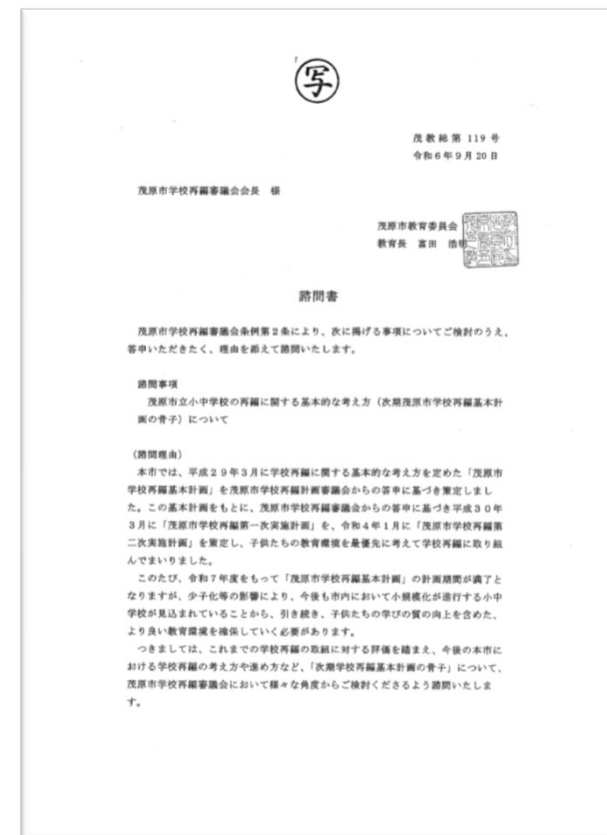 写
茂教総第 119 号
令和6年9月20日
茂原市学校再編審議会会長 様
茂原市教育委員会
教育長 富田 浩明
諮問書
茂原市学校再編審議会条例第2条により、次に掲げる事項についてご検討のうえ、
答申いただきたく、理由を添えて諮問いたします。
諮問事項
茂原市立小中学校の再編に関する基本的な考え方（次期茂原市学校再編基本計
画の骨子）について
（諮問理由）
本市では、平成29年3月に学校再編に関する基本的な考え方を定めた「茂原市
学校再編基本計画」を茂原市学校再編計画審議会からの答申に基づき策定しまし
た。この基本計画をもとに、茂原市学校再編審議会からの答申に基づき平成30年
3月に「茂原市学校再編第一次実施計画」を、令和4年1月に「茂原市学校再編第
二次実施計画」を策定し、子供たちの教育環境を最優先に考えて学校再編に取り組
んでまいりました。
このたび、令和7年度をもって「茂原市学校再編基本計画」の計画期間が満了と
なりますが、少子化等の影響により、今後も市内において小規模化が進行する小中
学校が見込まれていることから、引き続き、子供たちの学びの質の向上を含めた、
より良い教育環境を確保していく必要があります。
つきましては、これまでの学校再編の取組に対する評価を踏まえ、今後の本市に
おける学校再編の考え方や進め方など、「次期学校再編基本計画の骨子」について、
茂原市学校再編審議会において様々な角度からご検討くださるよう諮問いたしま
す。